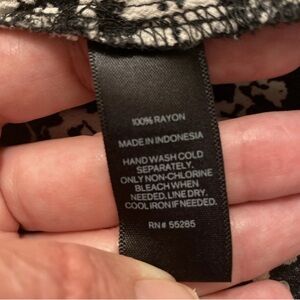 100% RAYON
MADE IN INDONESIA
HAND WASH COLD
SEPARATELY.
ONLY NON-CHLORINE
BLEACH WHEN
NEEDED. LINE DRY.
COOL IRON IF NEEDED.
RN# 55285